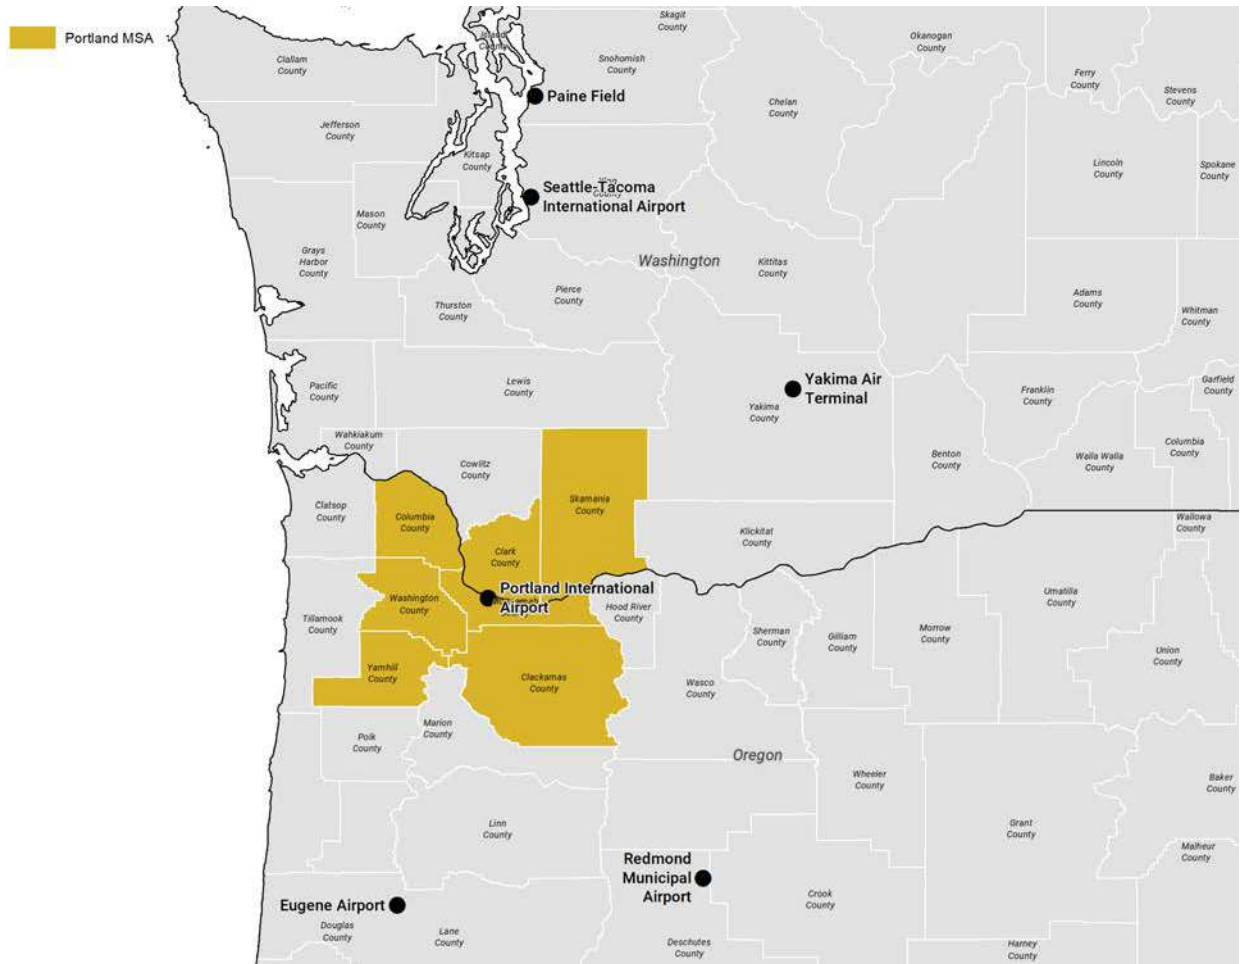 Portland MSA
Skagit
County
Island
County
Okanogan
County
Clallam
County
Snohomish
County
Ferry
County
Stevens
County
Paine Field
Chelan
County
Jefferson
County
Kitsap
County
Lincoln
County
Spokane
County
Seattle-Tacoma
International Airport
Mason
County
Grays
Harbor
County
Washington
Kittitas
County
Pierce
County
Adams
County
Thurston
County
Whitman
County
Yakima Air
Terminal
Pacific
County
Lewis
County
Yakima
County
Franklin
County
Garfield
County
Wahkiakum
County
Cowlitz
County
Benton
County
Walla Walla
County
Columbia
County
Clatsop
County
Columbia
County
Skamania
County
Klickitat
County
Wallowa
County
Clark
County
Portland International
Airport
Washington
County
Hood River
County
Umatilla
County
Tillamook
County
Sherman
County
Gilliam
County
Morrow
County
Union
County
Yamhill
County
Clackamas
County
Wasco
County
Marion
County
Polk
County
Oregon
Wheeler
County
Baker
County
Linn
County
Grant
County
Malheur
County
Redmond
Municipal
Airport
Crook
County
Eugene Airport
Douglas
County
Lane
County
Deschutes
County
Harney
County